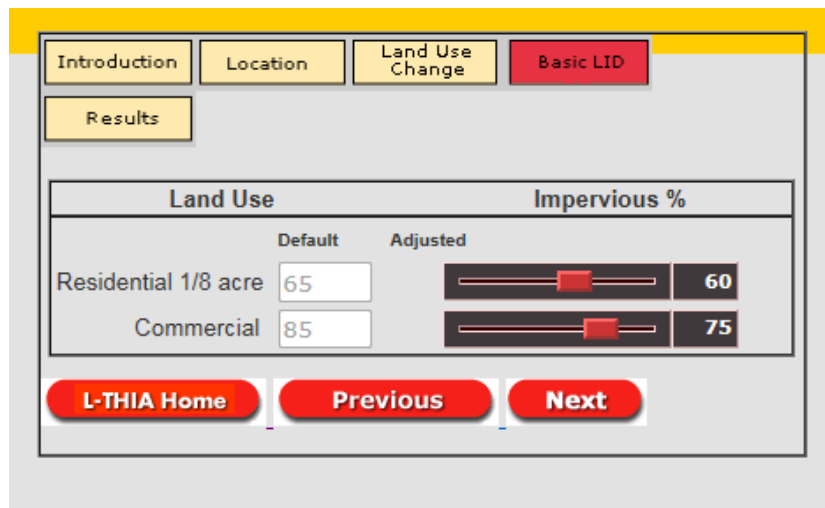 Introduction Location Land Use Change Basic LID
Results
Land Use Impervious %
Default Adjusted
Residential 1/8 acre 65 60
Commercial 85 75
L-THIA Home Previous Next